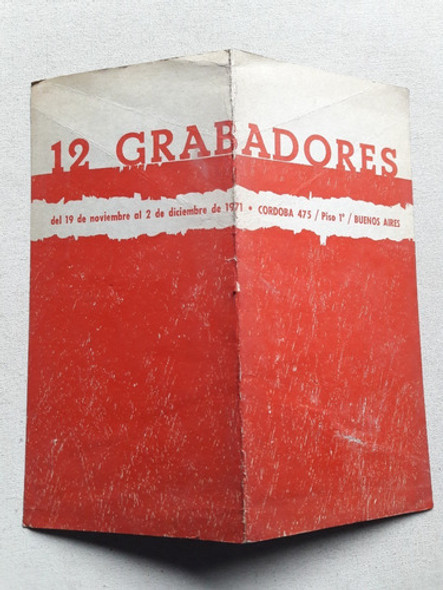 12 GRABADORES
del 19 de noviembre al 2 de diciembre de 1971 • CORDOBA 475 / Piso 1º / BUENOS AIRES